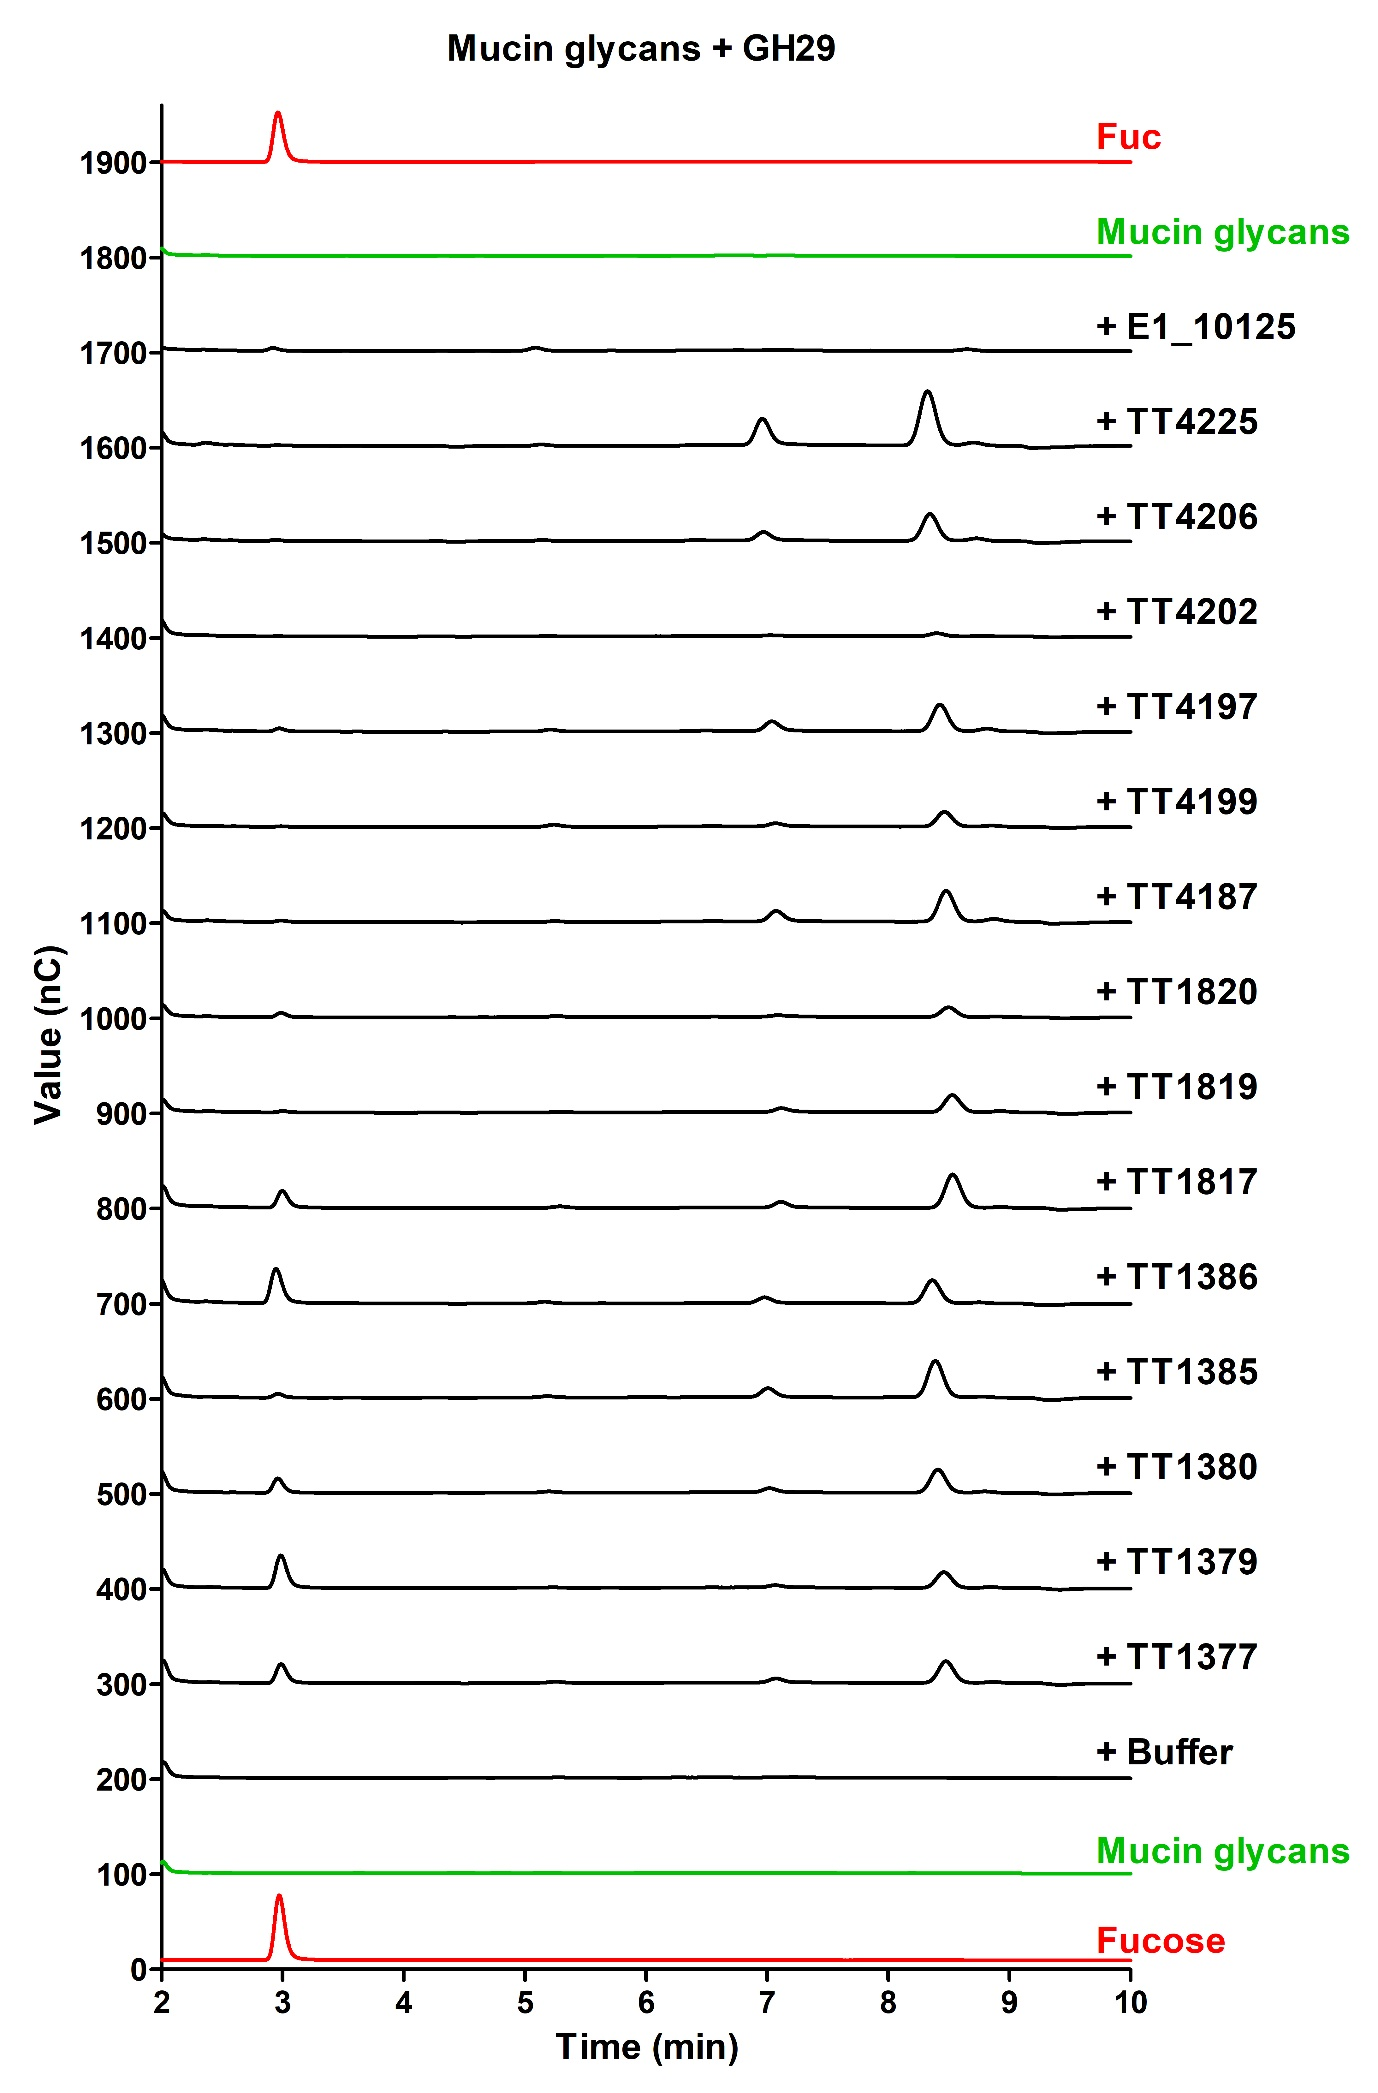 Mucin glycans + GH29
Fuc
1900
Mucin glycans
1800
+ E1_10125
1700
+ TT4225
1600
+ TT4206
1500
+ TT4202
1400
+ TT4197
1300
+ TT4199
1200
+ TT4187
1100
+ TT1820
1000
+ TT1819
900
+ TT1817
800
+ TT1386
700
+ TT1385
600
+ TT1380
500
+ TT1379
400
+ TT1377
300
+ Buffer
200
Mucin glycans
100
Fucose
0
Value (nC)
2 3 4 5 6 7 8 9 10
Time (min)